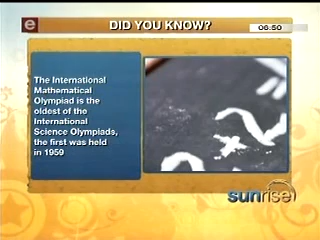 e
DID YOU KNOW?
06:50
The International
Mathematical
Olympiad is the
oldest of the
International
Science Olympiads,
the first was held
in 1959
sunrise